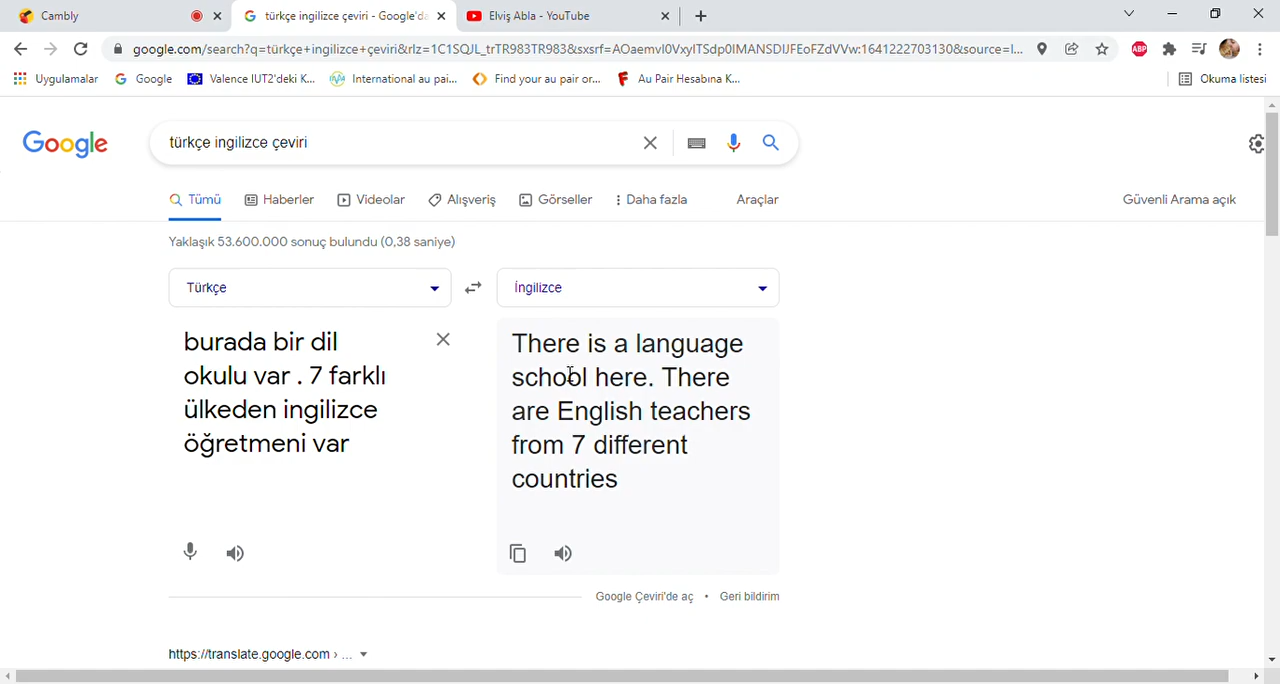 Cambly
türkçe ingilizce çeviri - Google'da
Elviş Abla - YouTube
google.com/search?q=türkçe+ingilizce+çeviri&rlz=1C1SQJL_trTR983TR983&sxsrf=AOaemvI0VxyITSdp0IMANSDIJFEoFZdVVw:1641222703130&source=l...
ABP
Uygulamalar
Google
Valence IUT2'deki K...
International au pai...
Find your au pair or...
Au Pair Hesabına K...
Okuma listesi
Google
türkçe ingilizce çeviri
Tümü
Haberler
Videolar
Alışveriş
Görseller
Daha fazla
Araçlar
Güvenli Arama açık
Yaklaşık 53.600.000 sonuç bulundu (0,38 saniye)
Türkçe
İngilizce
burada bir dil
okulu var . 7 farklı
ülkeden ingilizce
öğretmeni var
There is a language
school here. There
are English teachers
from 7 different
countries
Google Çeviri'de aç • Geri bildirim
https://translate.google.com › ...